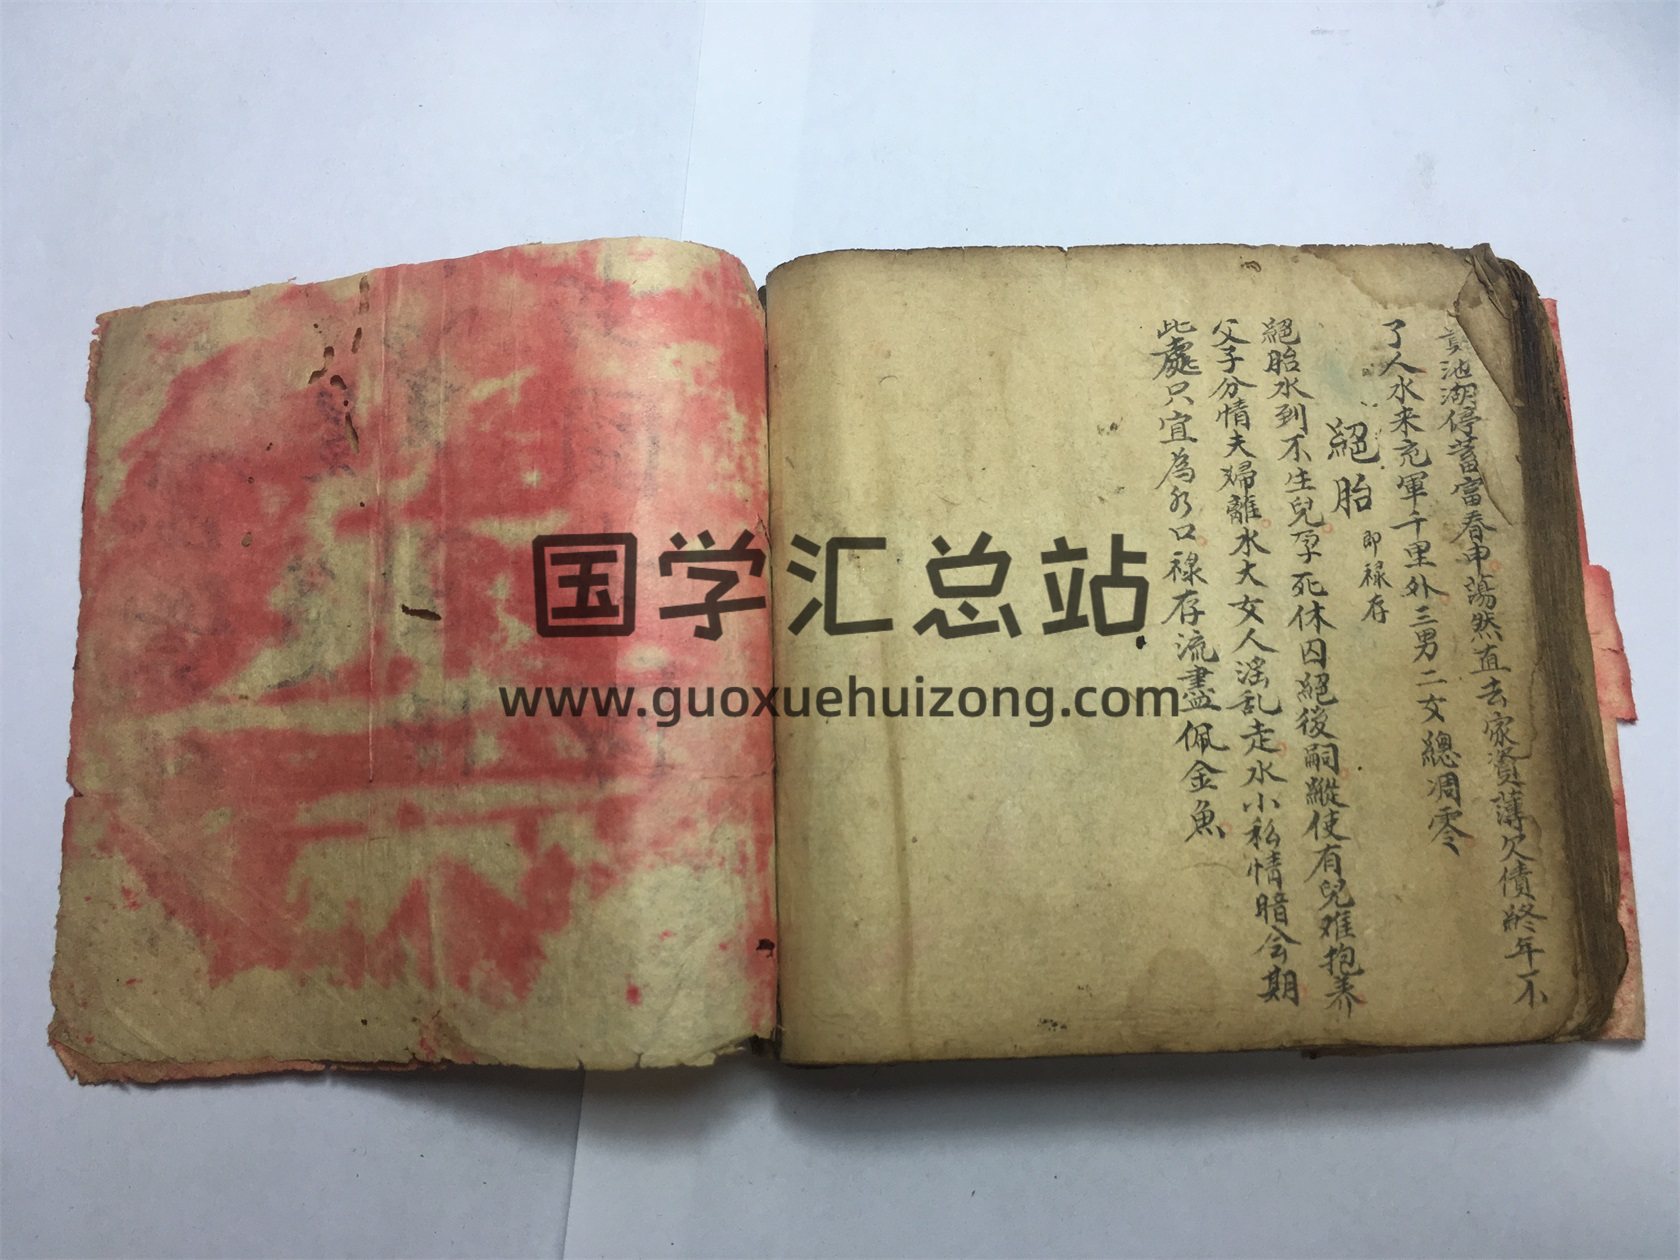 莫池湖停蓄富春申蕩然直去家資薄欠債終年不
了人水来充軍千里外三男二女總凋零
絕胎 即祿存
絕胎水到不生兒孕死休囚絕後嗣縱使有兒难抱养
父子分情夫婦離水大女人滛乱走水小私情暗会期
此處只宜為水口祿存流盡佩金魚
国学汇总站
www.guoxuehuizong.com